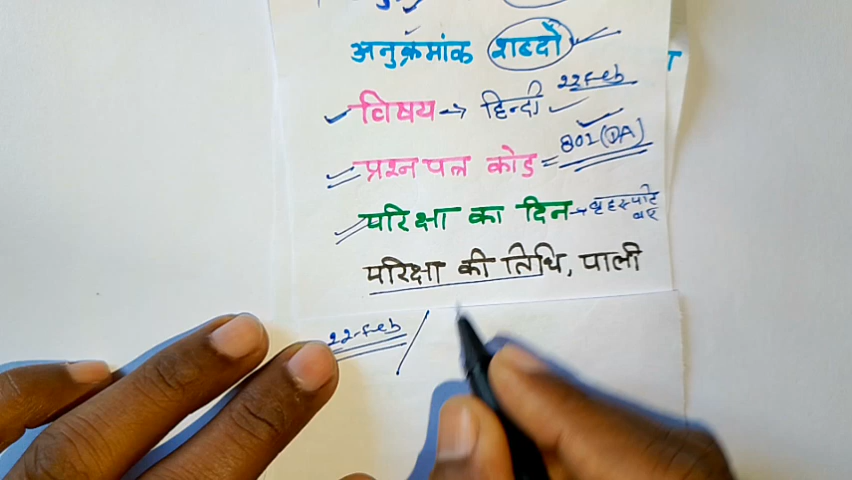 अनुक्रमांक शब्दों
22 Feb
विषय → हिन्दी
801 (DA)
प्रश्न पत्र कोड =
परिक्षा का दिन → वृहस्पति
वार
परिक्षा की तिथि, पाली
22-Feb /